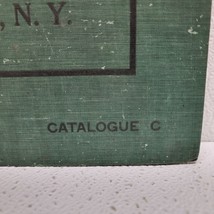 , N. Y.
CATALOGUE C